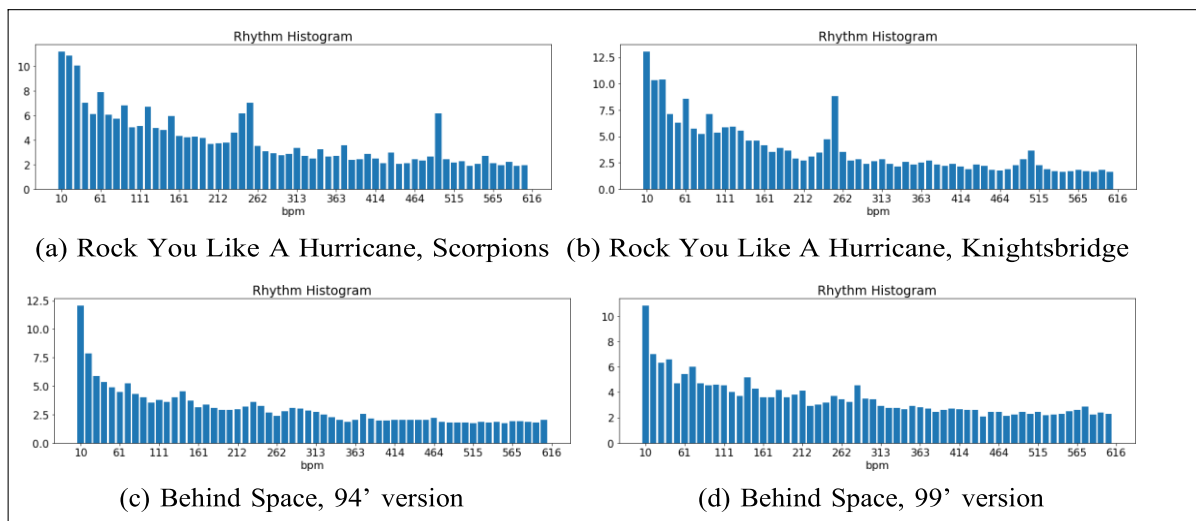 Rhythm Histogram
10
8
6
4
2
0
10 61 111 161 212 262 313 363 414 464 515 565 616
bpm
(a) Rock You Like A Hurricane, Scorpions
Rhythm Histogram
12.5
10.0
7.5
5.0
2.5
0.0
10 61 111 161 212 262 313 363 414 464 515 565 616
bpm
(b) Rock You Like A Hurricane, Knightsbridge
Rhythm Histogram
12.5
10.0
7.5
5.0
2.5
0.0
10 61 111 161 212 262 313 363 414 464 515 565 616
bpm
(c) Behind Space, 94’ version
Rhythm Histogram
10
8
6
4
2
0
10 61 111 161 212 262 313 363 414 464 515 565 616
bpm
(d) Behind Space, 99’ version